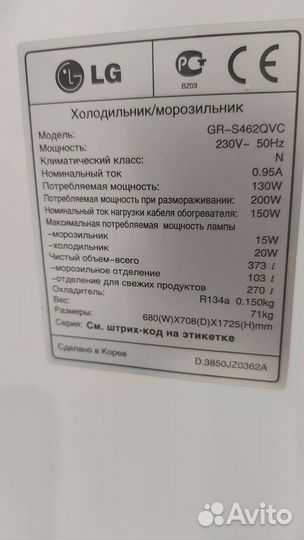 LG
PCT
CE
BZ03
Холодильник/морозильник
Модель: GR-S462QVC
Мощность: 230V~ 50Hz
Климатический класс: N
Номинальный ток 0.95A
Потребляемая мощность: 130W
Потребляемая мощность при размораживании: 200W
Номинальный ток нагрузки кабеля обогревателя: 150W
Максимальная потребляемая мощность лампы
-морозильник 15W
-холодильник 20W
Чистый объем-всего 373 ℓ
-морозильное отделение 103 ℓ
-отделение для свежих продуктов 270 ℓ
Охладитель: R134a 0.150kg
Вес: 71kg
Размеры: 680(W)X708(D)X1725(H)mm
Серия: См. штрих-код на этикетке
Сделано в Корее D.3850JZ0362A
Avito